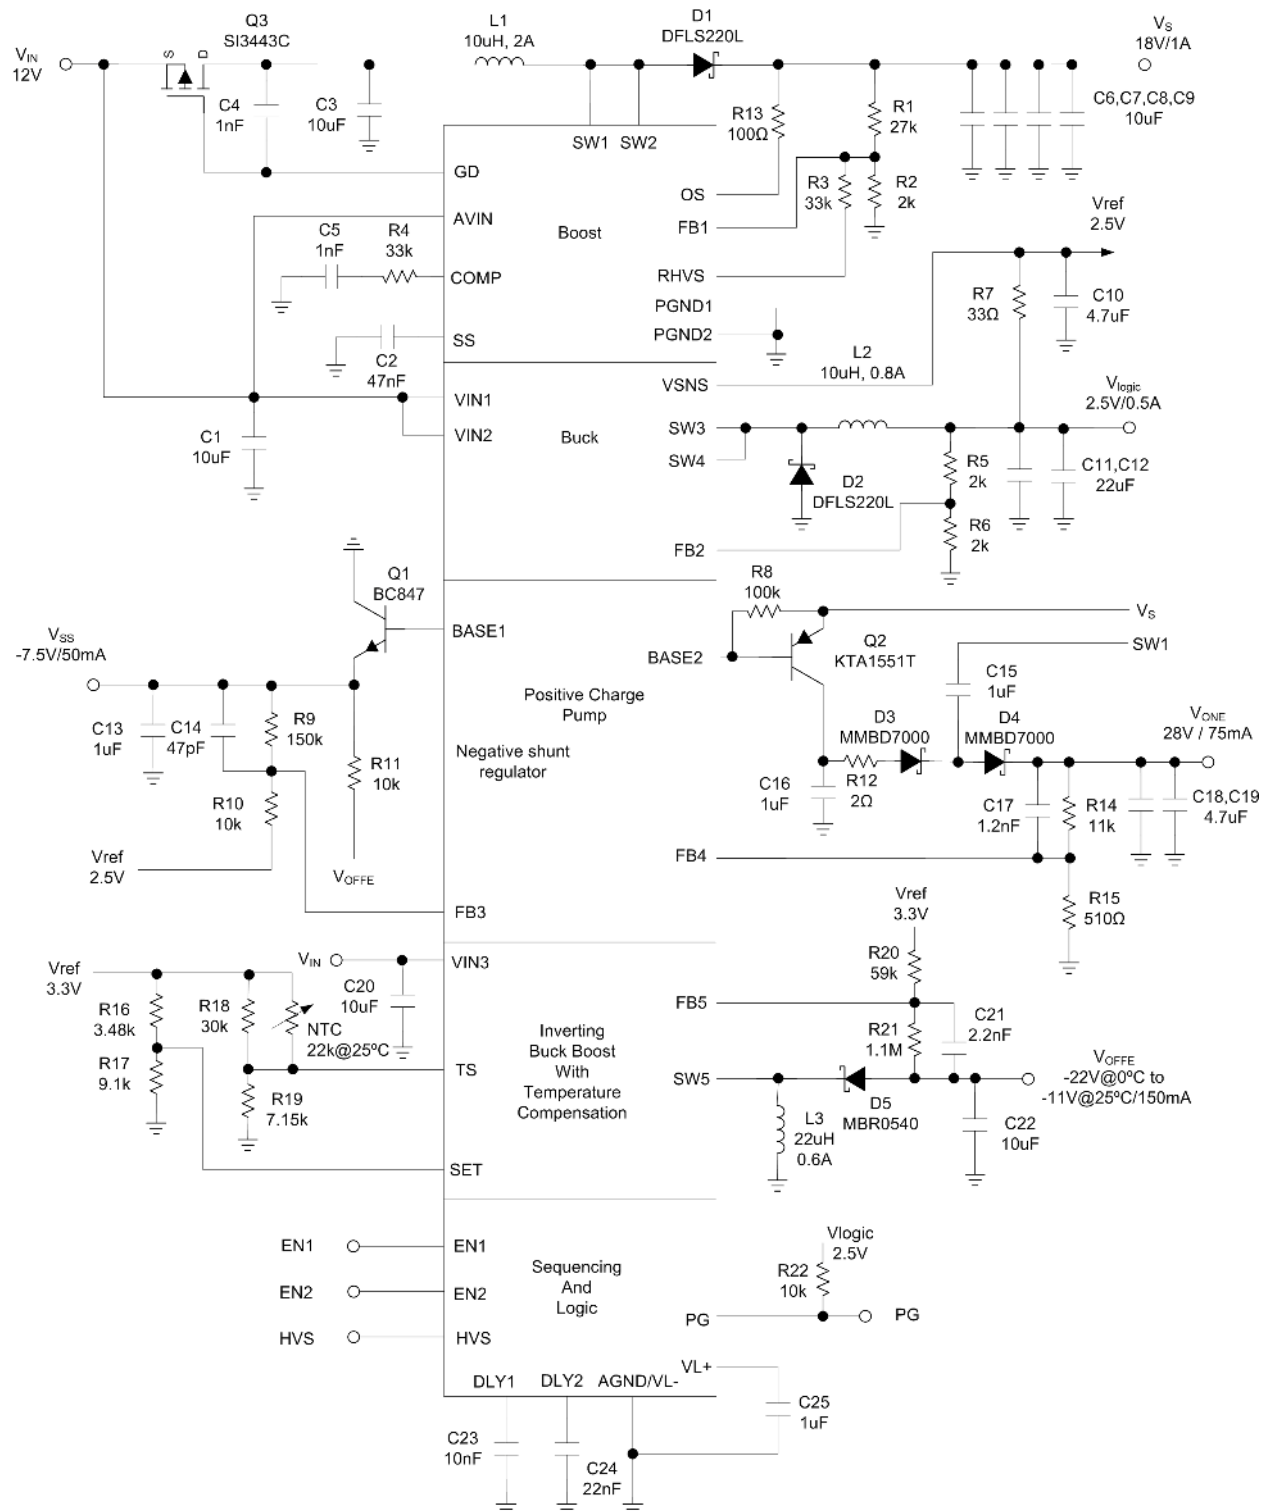 Q3
SI3443C
L1
10uH, 2A
D1
DFLS220L
VIN
12V
S
D
VS
18V/1A
C4
1nF
C3
10uF
R13
100Ω
R1
27k
C6,C7,C8,C9
10uF
SW1 SW2
GD
OS
R3
33k
R2
2k
AVIN
FB1
Vref
2.5V
C5
1nF
R4
33k
Boost
COMP
RHVS
R7
33Ω
C10
4.7uF
PGND1
SS
PGND2
C2
47nF
L2
10uH, 0.8A
VSNS
Vlogic
2.5V/0.5A
VIN1
VIN2
Buck
SW3
SW4
C1
10uF
R5
2k
C11,C12
22uF
D2
DFLS220L
R6
2k
FB2
Q1
BC847
R8
100k
VS
BASE1
VSS
-7.5V/50mA
BASE2
Q2
KTA1551T
SW1
C15
1uF
Positive Charge
Pump
Negative shunt
regulator
C13
1uF
C14
47pF
R9
150k
R11
10k
D3
MMBD7000
D4
MMBD7000
VONE
28V / 75mA
C16
1uF
R12
2Ω
R10
10k
C17
1.2nF
R14
11k
C18,C19
4.7uF
Vref
2.5V
VOFFE
FB4
FB3
Vref
3.3V
R15
510Ω
VIN
VIN3
R20
59k
Vref
3.3V
R16
3.48k
R18
30k
NTC
22k@25ºC
C20
10uF
FB5
C21
2.2nF
R21
1.1M
Inverting
Buck Boost
With
Temperature
Compensation
R17
9.1k
TS
SW5
VOFFE
-22V@0ºC to
-11V@25ºC/150mA
R19
7.15k
D5
MBR0540
L3
22uH
0.6A
C22
10uF
SET
EN1
EN1
Vlogic
2.5V
Sequencing
And
Logic
R22
10k
EN2
EN2
PG
PG
HVS
HVS
VL+
DLY1 DLY2 AGND/VL-
C25
1uF
C23
10nF
C24
22nF